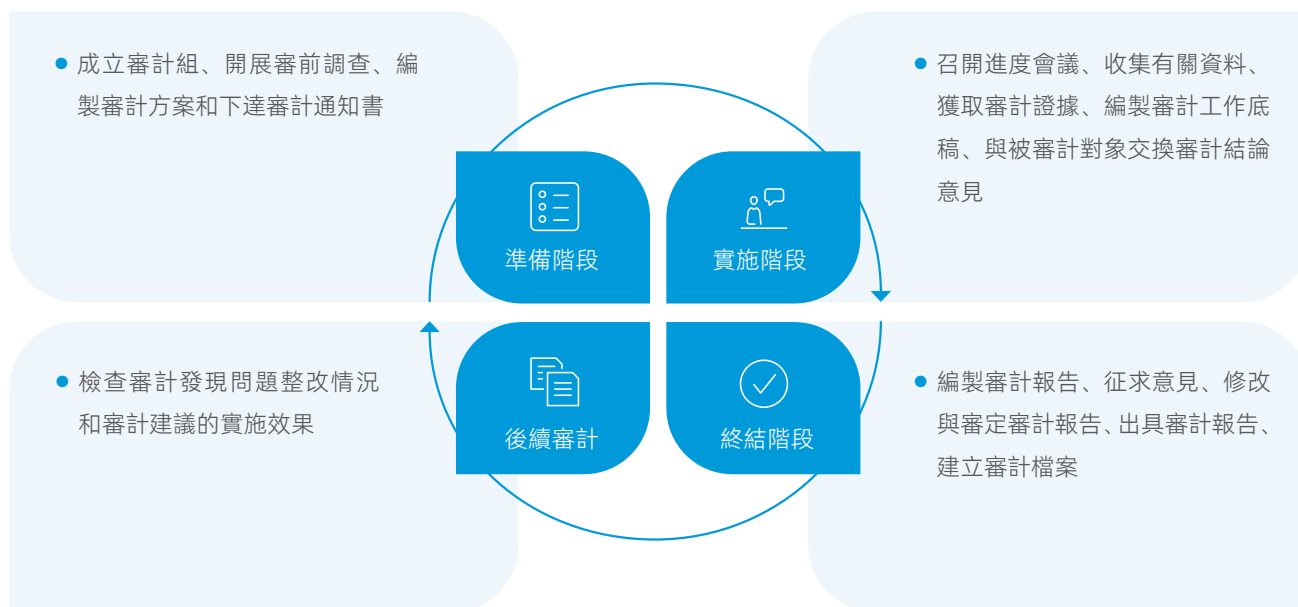 成立審計組、開展審前調查、編
製審計方案和下達審計通知書
準備階段
實施階段
召開進度會議、收集有關資料、
獲取審計證據、編製審計工作底
稿、與被審計對象交換審計結論
意見
檢查審計發現問題整改情況
和審計建議的實施效果
後續審計
終結階段
編製審計報告、征求意見、修改
與審定審計報告、出具審計報告、
建立審計檔案